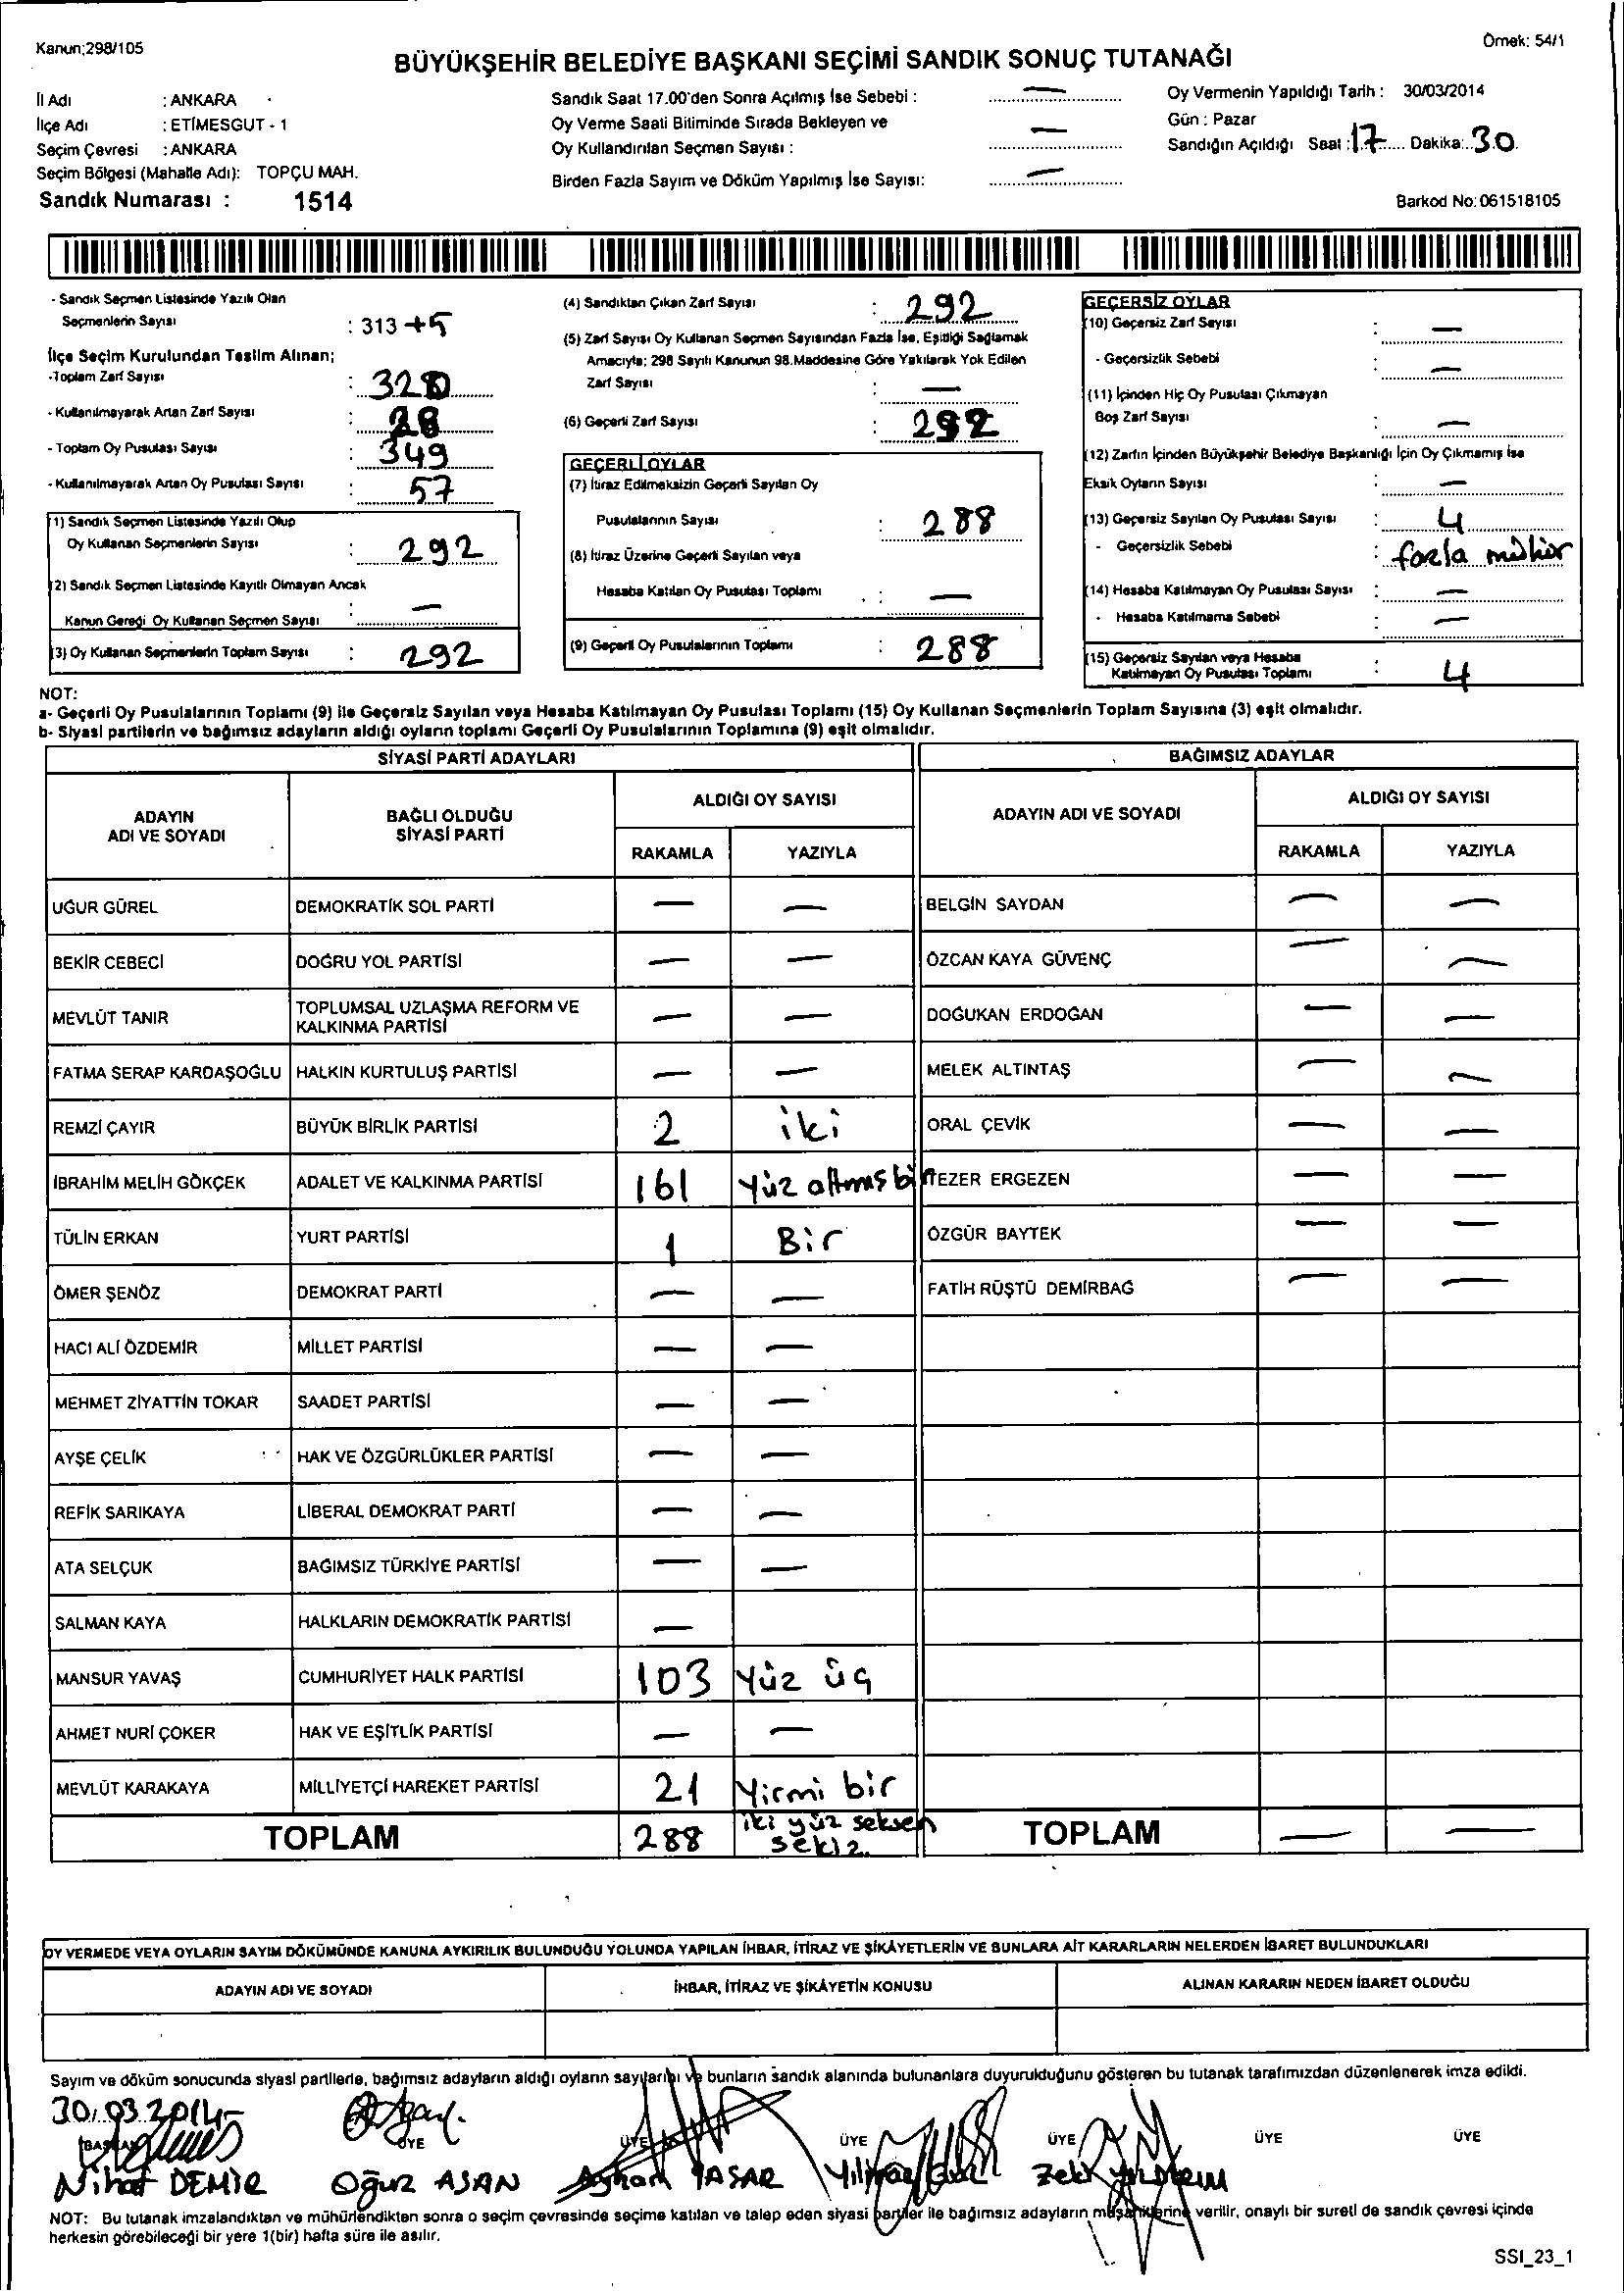 Kanun;298/105
Örnek: 54/1
BÜYÜKŞEHİR BELEDİYE BAŞKANI SEÇİMİ SANDIK SONUÇ TUTANAĞI
İl Adı : ANKARA
İlçe Adı : ETİMESGUT - 1
Seçim Çevresi : ANKARA
Seçim Bölgesi (Mahalle Adı): TOPÇU MAH.
Sandık Numarası : 1514
Sandık Saat 17.00'den Sonra Açılmış İse Sebebi : —
Oy Verme Saati Bitiminde Sırada Bekleyen ve
Oy Kullandırılan Seçmen Sayısı : —
Birden Fazla Sayım ve Döküm Yapılmış İse Sayısı: —
Oy Vermenin Yapıldığı Tarih : 30/03/2014
Gün : Pazar
Sandığın Açıldığı Saat : 17 Dakika: 30
Barkod No: 061518105
- Sandık Seçmen Listesinde Yazılı Olan
Seçmenlerin Sayısı : 313 +5
İlçe Seçim Kurulundan Teslim Alınan;
-Toplam Zarf Sayısı : 320
- Kullanılmayarak Artan Zarf Sayısı : 28
- Toplam Oy Pusulası Sayısı : 349
- Kullanılmayarak Artan Oy Pusulası Sayısı : 57
(1) Sandık Seçmen Listesinde Yazılı Olup
Oy Kullanan Seçmenlerin Sayısı : 292
(2) Sandık Seçmen Listesinde Kayıtlı Olmayan Ancak
Kanun Gereği Oy Kullanan Seçmen Sayısı : —
(3) Oy Kullanan Seçmenlerin Toplam Sayısı : 292
(4) Sandıktan Çıkan Zarf Sayısı : 292
(5) Zarf Sayısı Oy Kullanan Seçmen Sayısından Fazla İse, Eşitliği Sağlamak
Amacıyla; 298 Sayılı Kanunun 98.Maddesine Göre Yakılarak Yok Edilen
Zarf Sayısı : —
(6) Geçerli Zarf Sayısı : 292
GEÇERLİ OYLAR
(7) İtiraz Edilmeksizin Geçerli Sayılan Oy
Pusulalarının Sayısı : 288
(8) İtiraz Üzerine Geçerli Sayılan veya
Hesaba Katılan Oy Pusulası Toplamı : —
(9) Geçerli Oy Pusulalarının Toplamı : 288
GEÇERSİZ OYLAR
(10) Geçersiz Zarf Sayısı : —
- Geçersizlik Sebebi : —
(11) İçinden Hiç Oy Pusulası Çıkmayan
Boş Zarf Sayısı : —
(12) Zarfın İçinden Büyükşehir Belediye Başkanlığı İçin Oy Çıkmamış İse
Eksik Oyların Sayısı : —
(13) Geçersiz Sayılan Oy Pusulası Sayısı : 4
- Geçersizlik Sebebi : fazla mühür
(14) Hesaba Katılmayan Oy Pusulası Sayısı : —
- Hesaba Katılmama Sebebi : —
(15) Geçersiz Sayılan veya Hesaba
Katılmayan Oy Pusulası Toplamı : 4
NOT:
a- Geçerli Oy Pusulalarının Toplamı (9) ile Geçersiz Sayılan veya Hesaba Katılmayan Oy Pusulası Toplamı (15) Oy Kullanan Seçmenlerin Toplam Sayısına (3) eşit olmalıdır.
b- Siyasi partilerin ve bağımsız adayların aldığı oyların toplamı Geçerli Oy Pusulalarının Toplamına (9) eşit olmalıdır.
SİYASİ PARTİ ADAYLARI
ADAYIN ADI VE SOYADI BAĞLI OLDUĞU SİYASİ PARTİ ALDIĞI OY SAYISI
RAKAMLA YAZIYLA
UĞUR GÜREL DEMOKRATİK SOL PARTİ — —
BEKİR CEBECİ DOĞRU YOL PARTİSİ — —
MEVLÜT TANIR TOPLUMSAL UZLAŞMA REFORM VE KALKINMA PARTİSİ — —
FATMA SERAP KARDAŞOĞLU HALKIN KURTULUŞ PARTİSİ — —
REMZİ ÇAYIR BÜYÜK BİRLİK PARTİSİ 2 iki
İBRAHİM MELİH GÖKÇEK ADALET VE KALKINMA PARTİSİ 161 Yüz altmış bir
TÜLİN ERKAN YURT PARTİSİ 1 Bir
ÖMER ŞENÖZ DEMOKRAT PARTİ — —
HACI ALİ ÖZDEMİR MİLLET PARTİSİ — —
MEHMET ZİYATTİN TOKAR SAADET PARTİSİ — —
AYŞE ÇELİK HAK VE ÖZGÜRLÜKLER PARTİSİ — —
REFİK SARIKAYA LİBERAL DEMOKRAT PARTİ — —
ATA SELÇUK BAĞIMSIZ TÜRKİYE PARTİSİ — —
SALMAN KAYA HALKLARIN DEMOKRATİK PARTİSİ —
MANSUR YAVAŞ CUMHURİYET HALK PARTİSİ 103 Yüz üç
AHMET NURİ ÇOKER HAK VE EŞİTLİK PARTİSİ — —
MEVLÜT KARAKAYA MİLLİYETÇİ HAREKET PARTİSİ 21 Yirmi bir
TOPLAM 288 iki yüz seksen sekiz
BAĞIMSIZ ADAYLAR
ADAYIN ADI VE SOYADI ALDIĞI OY SAYISI
RAKAMLA YAZIYLA
BELGİN SAYDAN — —
ÖZCAN KAYA GÜVENÇ — —
DOĞUKAN ERDOĞAN — —
MELEK ALTINTAŞ — —
ORAL ÇEVİK — —
TEZER ERGEZEN — —
ÖZGÜR BAYTEK — —
FATİH RÜŞTÜ DEMİRBAĞ — —
TOPLAM — —
OY VERMEDE VEYA OYLARIN SAYIM DÖKÜMÜNDE KANUNA AYKIRILIK BULUNDUĞU YOLUNDA YAPILAN İHBAR, İTİRAZ VE ŞİKÂYETLERİN VE BUNLARA AİT KARARLARIN NELERDEN İBARET BULUNDUKLARI
ADAYIN ADI VE SOYADI İHBAR, İTİRAZ VE ŞİKÂYETİN KONUSU ALINAN KARARIN NEDEN İBARET OLDUĞU
Sayım ve döküm sonucunda siyasi partilerle, bağımsız adayların aldığı oyların sayılarını ve bunların sandık alanında bulunanlara duyurulduğunu gösteren bu tutanak tarafımızdan düzenlenerek imza edildi.
30.03.2014
BAŞKAN ÜYE ÜYE ÜYE ÜYE ÜYE ÜYE
Nihat DEMİR Oğuz ASAN Ayhan YAŞAR Yılmaz Zeki YILDIRIM
NOT: Bu tutanak imzalandıktan ve mühürlendikten sonra o seçim çevresinde seçime katılan ve talep eden siyasi partiler ile bağımsız adayların müşahitlerine verilir, onaylı bir sureti de sandık çevresi içinde
herkesin görebileceği bir yere 1(bir) hafta süre ile asılır.
SSI_23_1